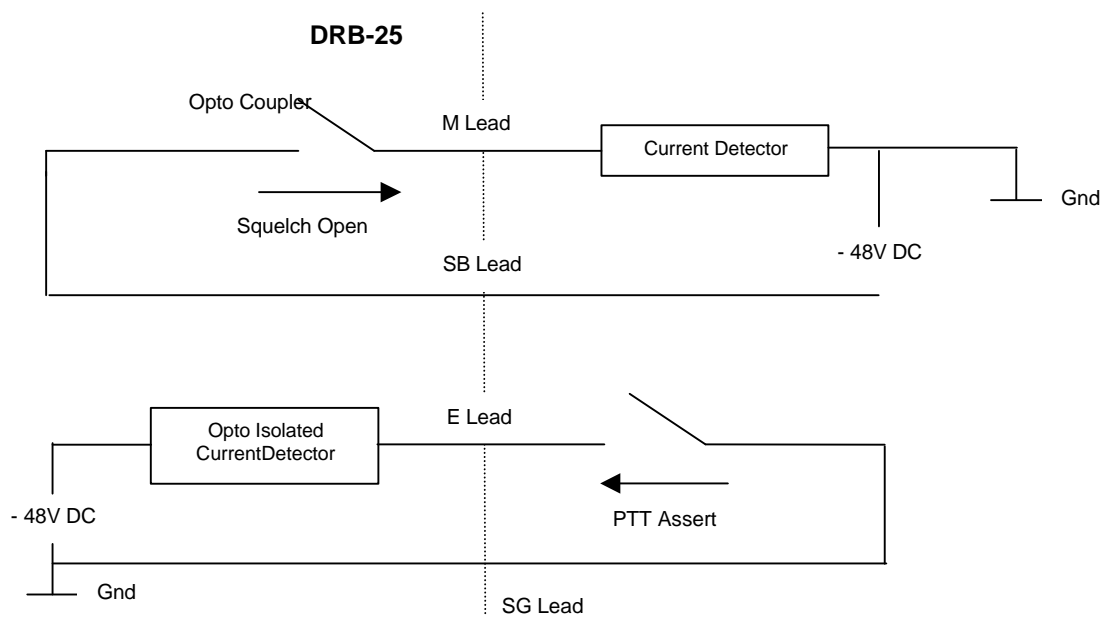 DRB-25
Opto Coupler
M Lead
Current Detector
Gnd
Squelch Open
- 48V DC
SB Lead
E Lead
Opto Isolated
CurrentDetector
- 48V DC
PTT Assert
Gnd
SG Lead